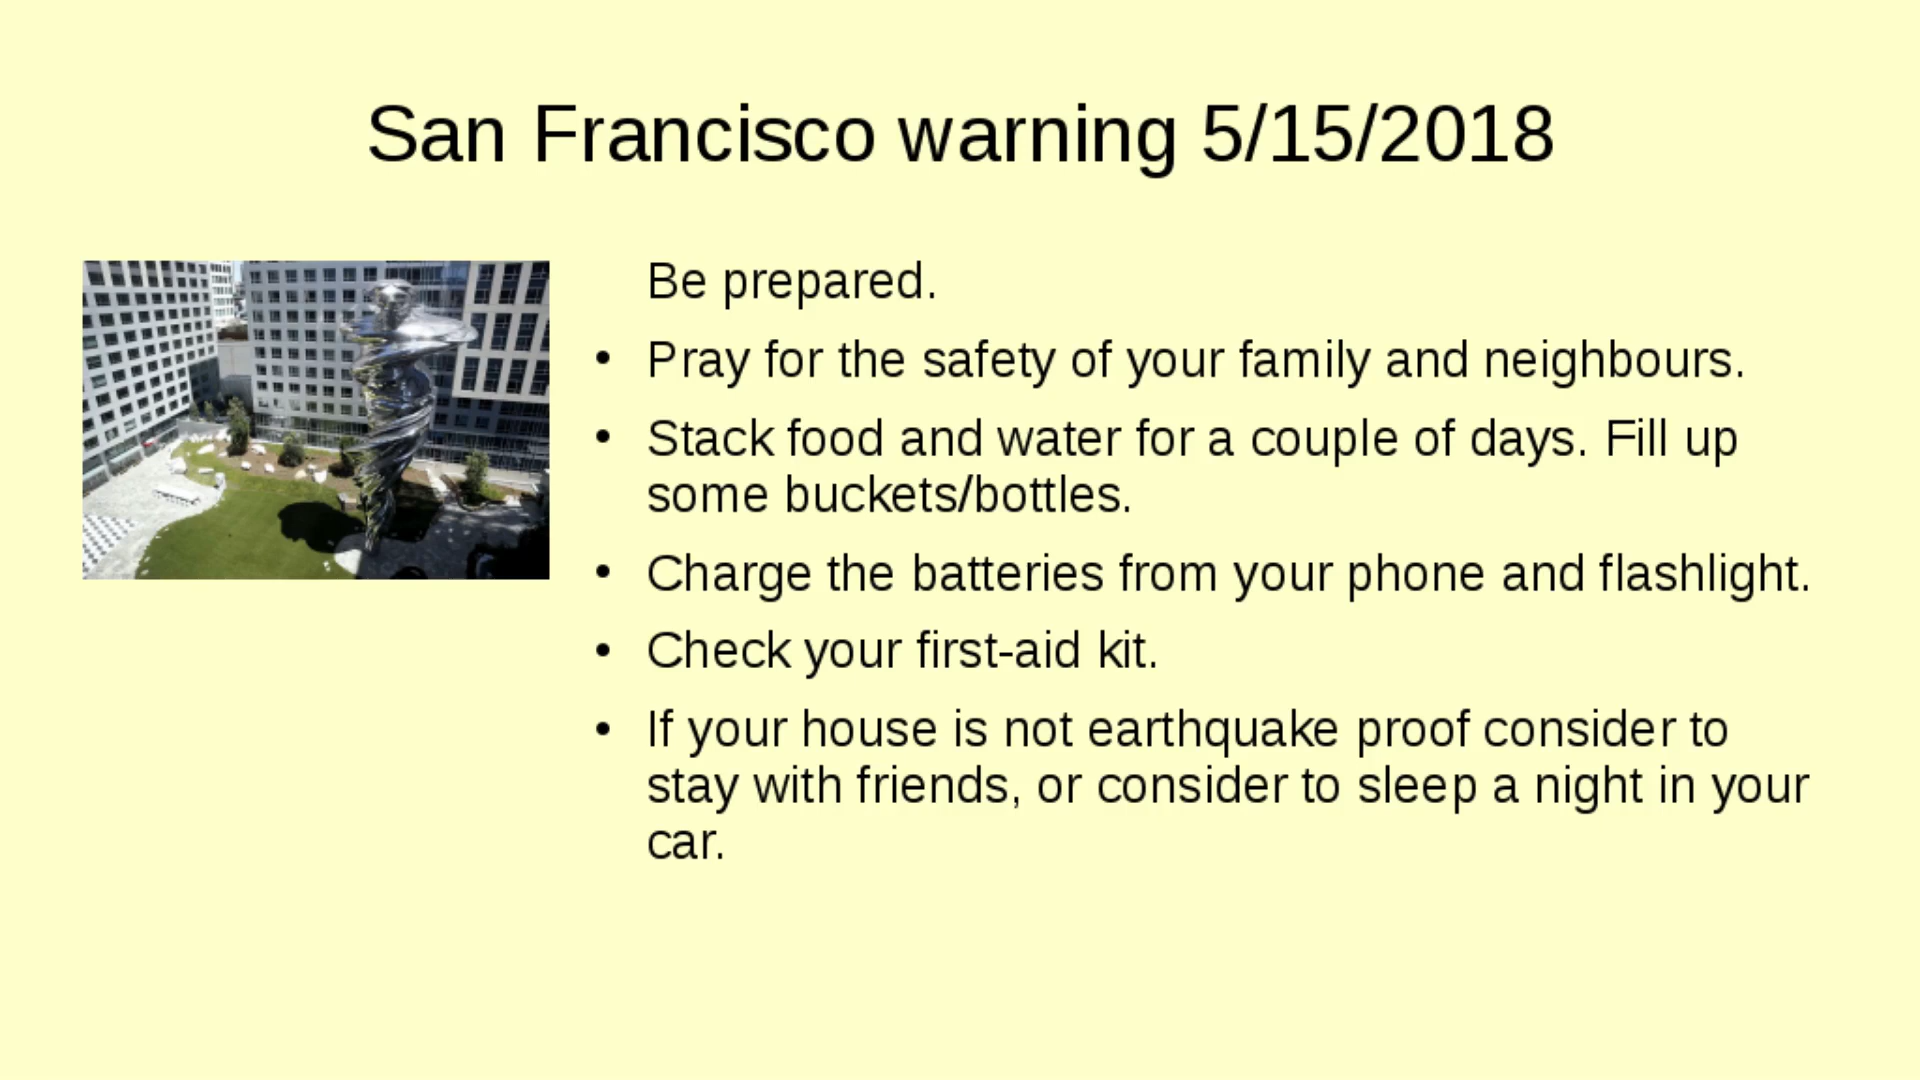 San Francisco warning 5/15/2018
Be prepared.
• Pray for the safety of your family and neighbours.
• Stack food and water for a couple of days. Fill up
some buckets/bottles.
• Charge the batteries from your phone and flashlight.
• Check your first-aid kit.
• If your house is not earthquake proof consider to
stay with friends, or consider to sleep a night in your
car.